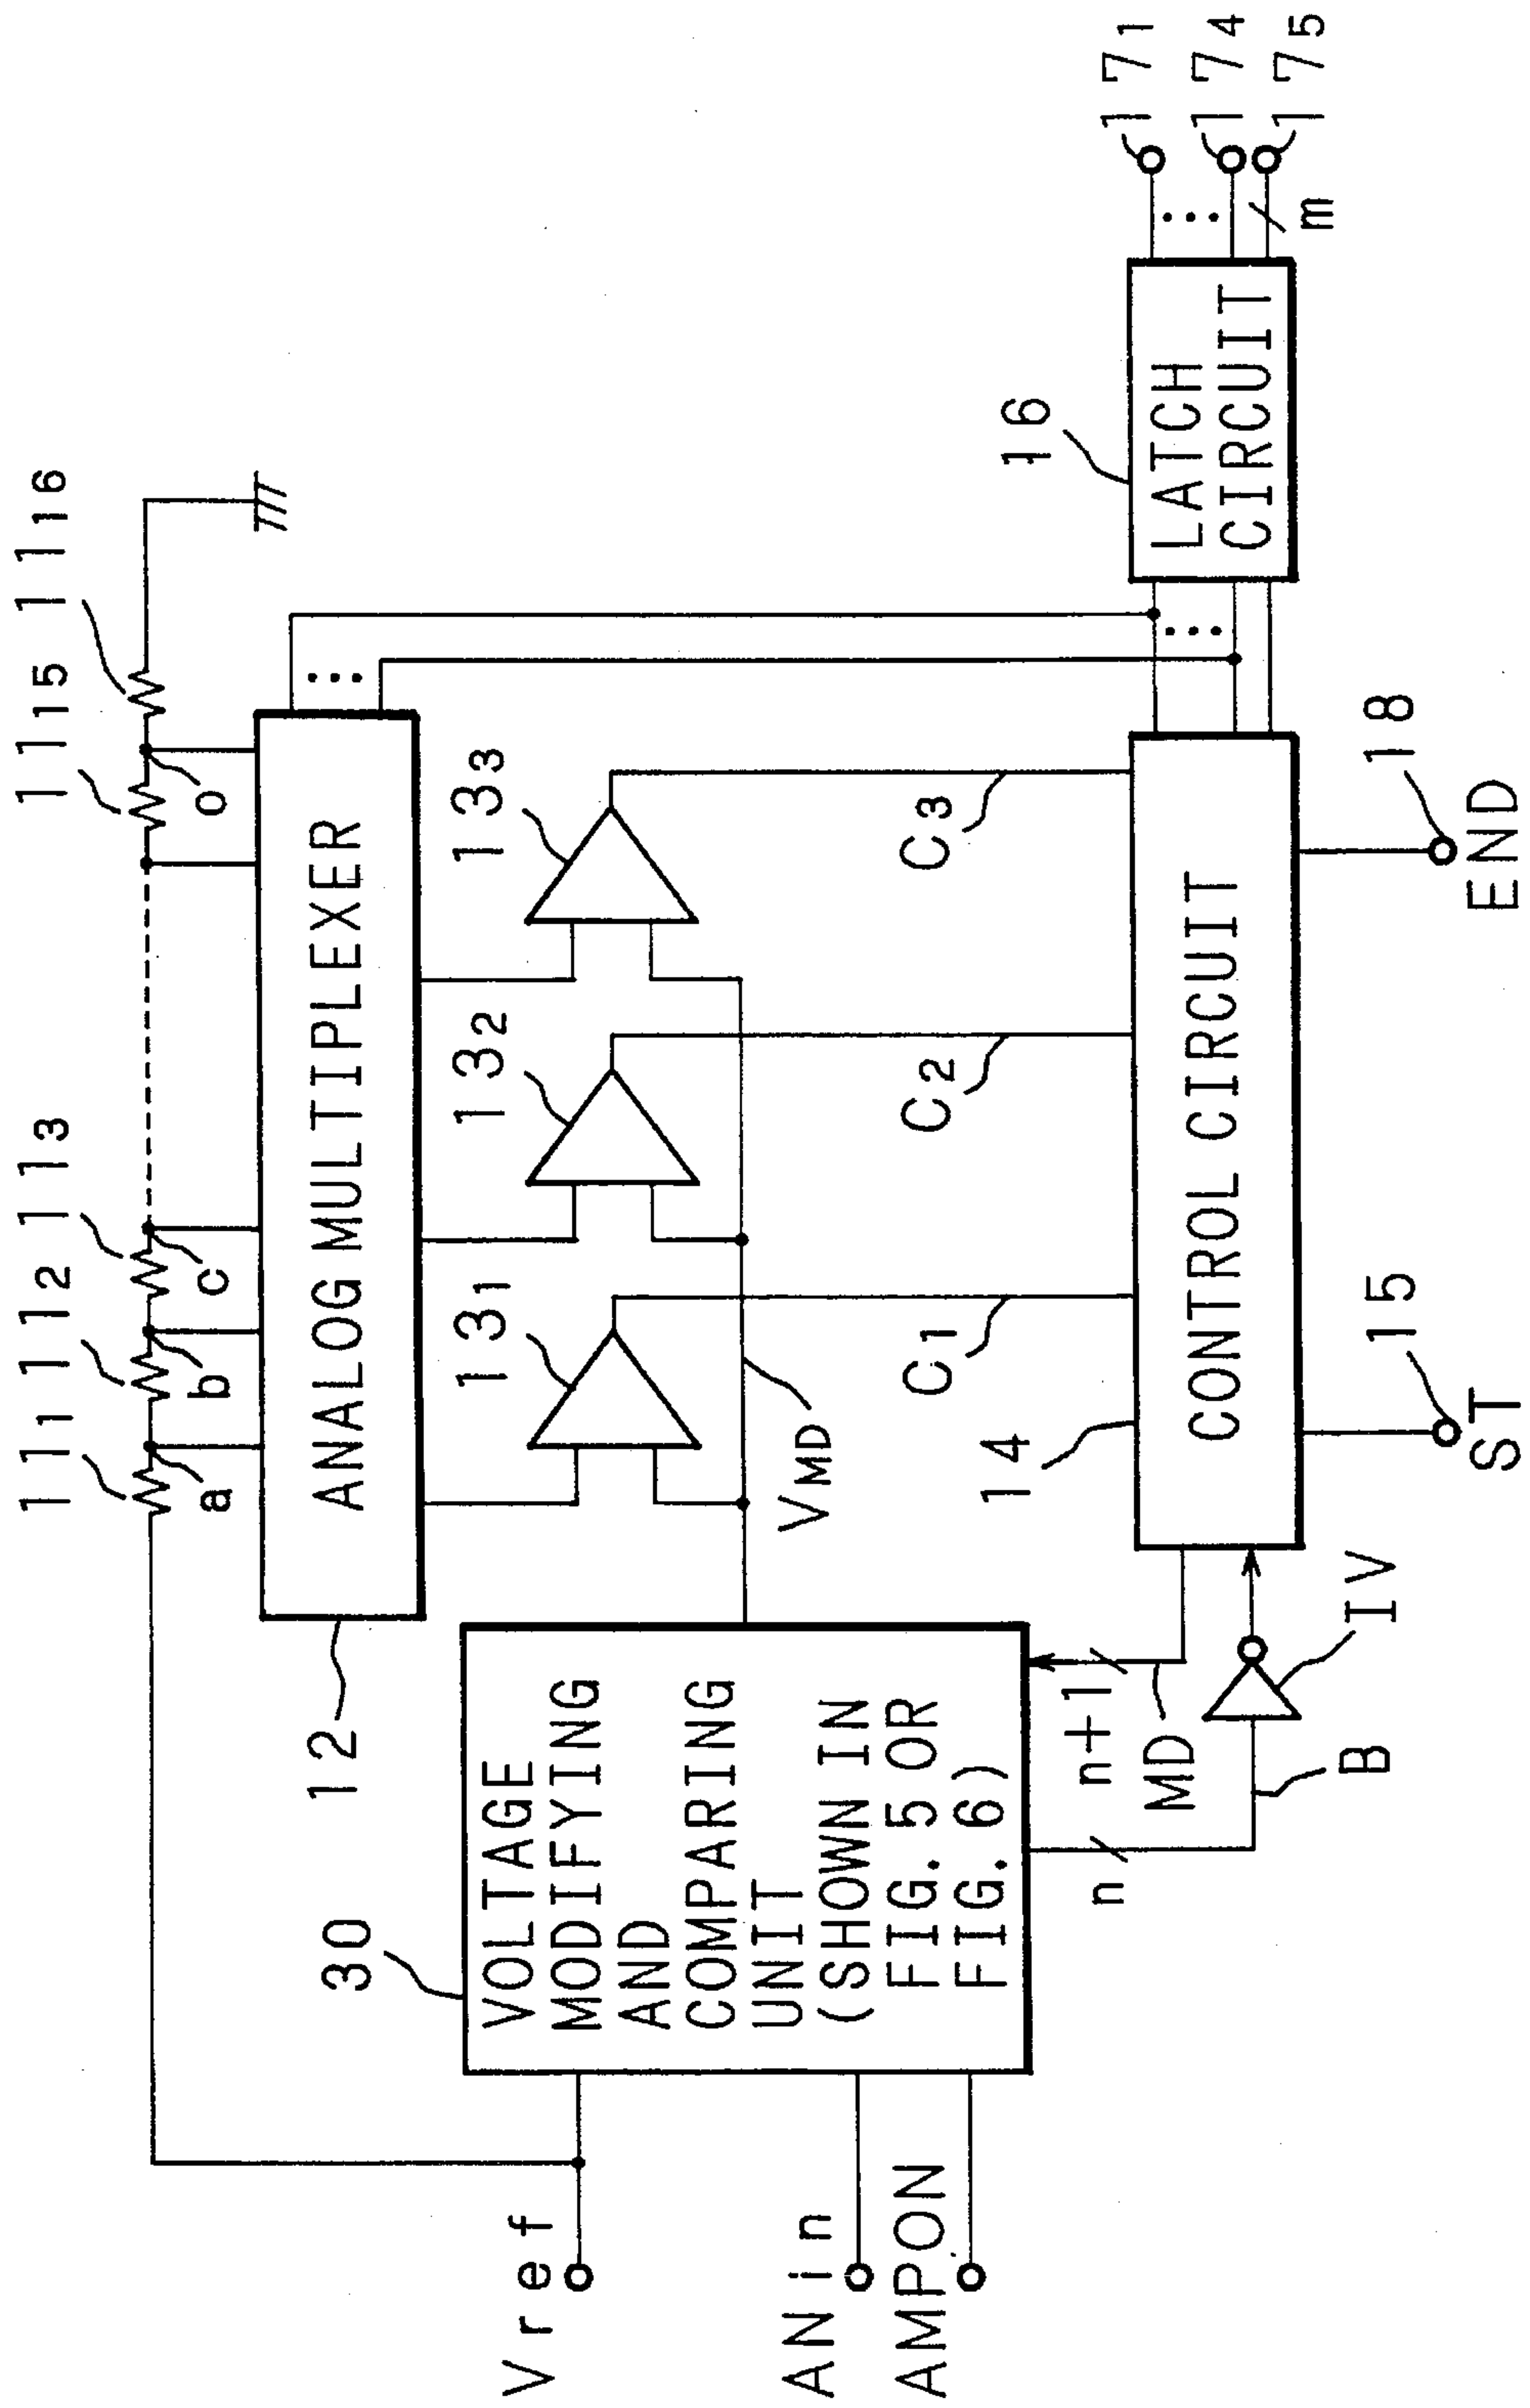 11₁ 11₂ 11₃ 11₁₅ 11₁₆
a b c o
12
ANALOG MULTIPLEXER
13₁ 13₂ 13₃
30
VOLTAGE
MODIFYING
AND
COMPARING
UNIT
(SHOWN IN
FIG. 5 OR
FIG. 6)
Vref
ANin
AMPON
V_MD
C₁ C₂ C₃
14
CONTROL CIRCUIT
16
LATCH
CIRCUIT
17₁
17₄
17₅
m
n+1
MD
n
B
IV
15
ST
18
END